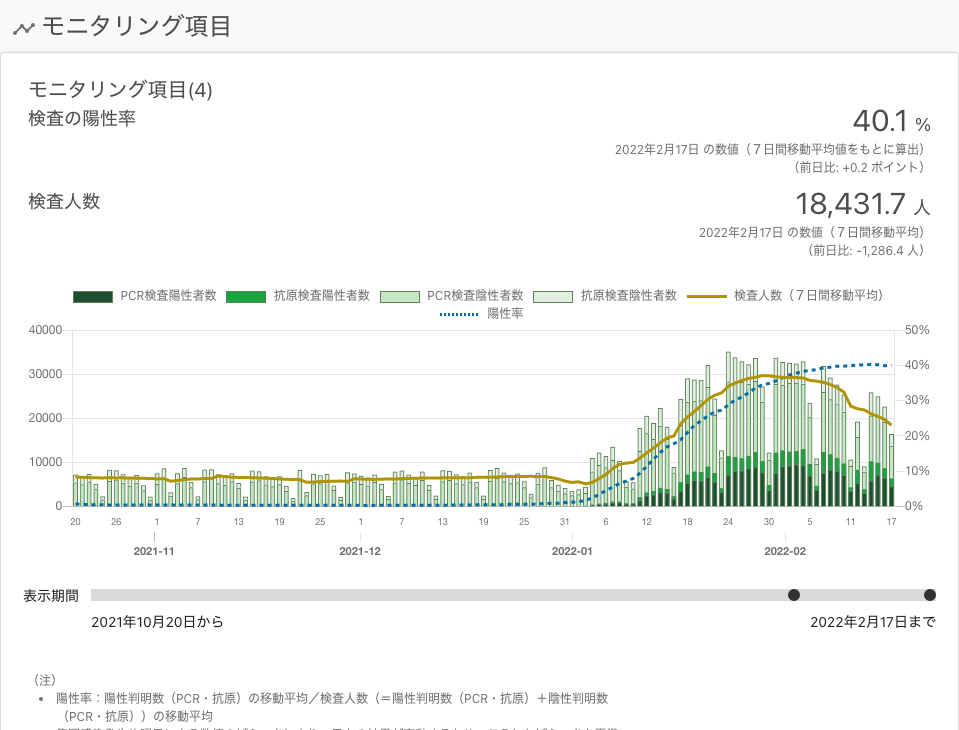 モニタリング項目
モニタリング項目(4)
検査の陽性率
40.1 %
2022年2月17日 の数値（７日間移動平均値をもとに算出）
（前日比: +0.2 ポイント）
検査人数
18,431.7 人
2022年2月17日 の数値（７日間移動平均）
（前日比: -1,286.4 人）
PCR検査陽性者数 抗原検査陽性者数 PCR検査陰性者数 抗原検査陰性者数 検査人数（７日間移動平均）
陽性率
40000 50%
40%
30000
30%
20000
20%
10000 10%
0 0%
20 26 1 7 13 19 25 1 7 13 19 25 31 6 12 18 24 30 5 11 17
2021-11 2021-12 2022-01 2022-02
表示期間
2021年10月20日から 2022年2月17日まで
（注）
• 陽性率：陽性判明数（PCR・抗原）の移動平均／検査人数（＝陽性判明数（PCR・抗原）＋陰性判明数
（PCR・抗原））の移動平均